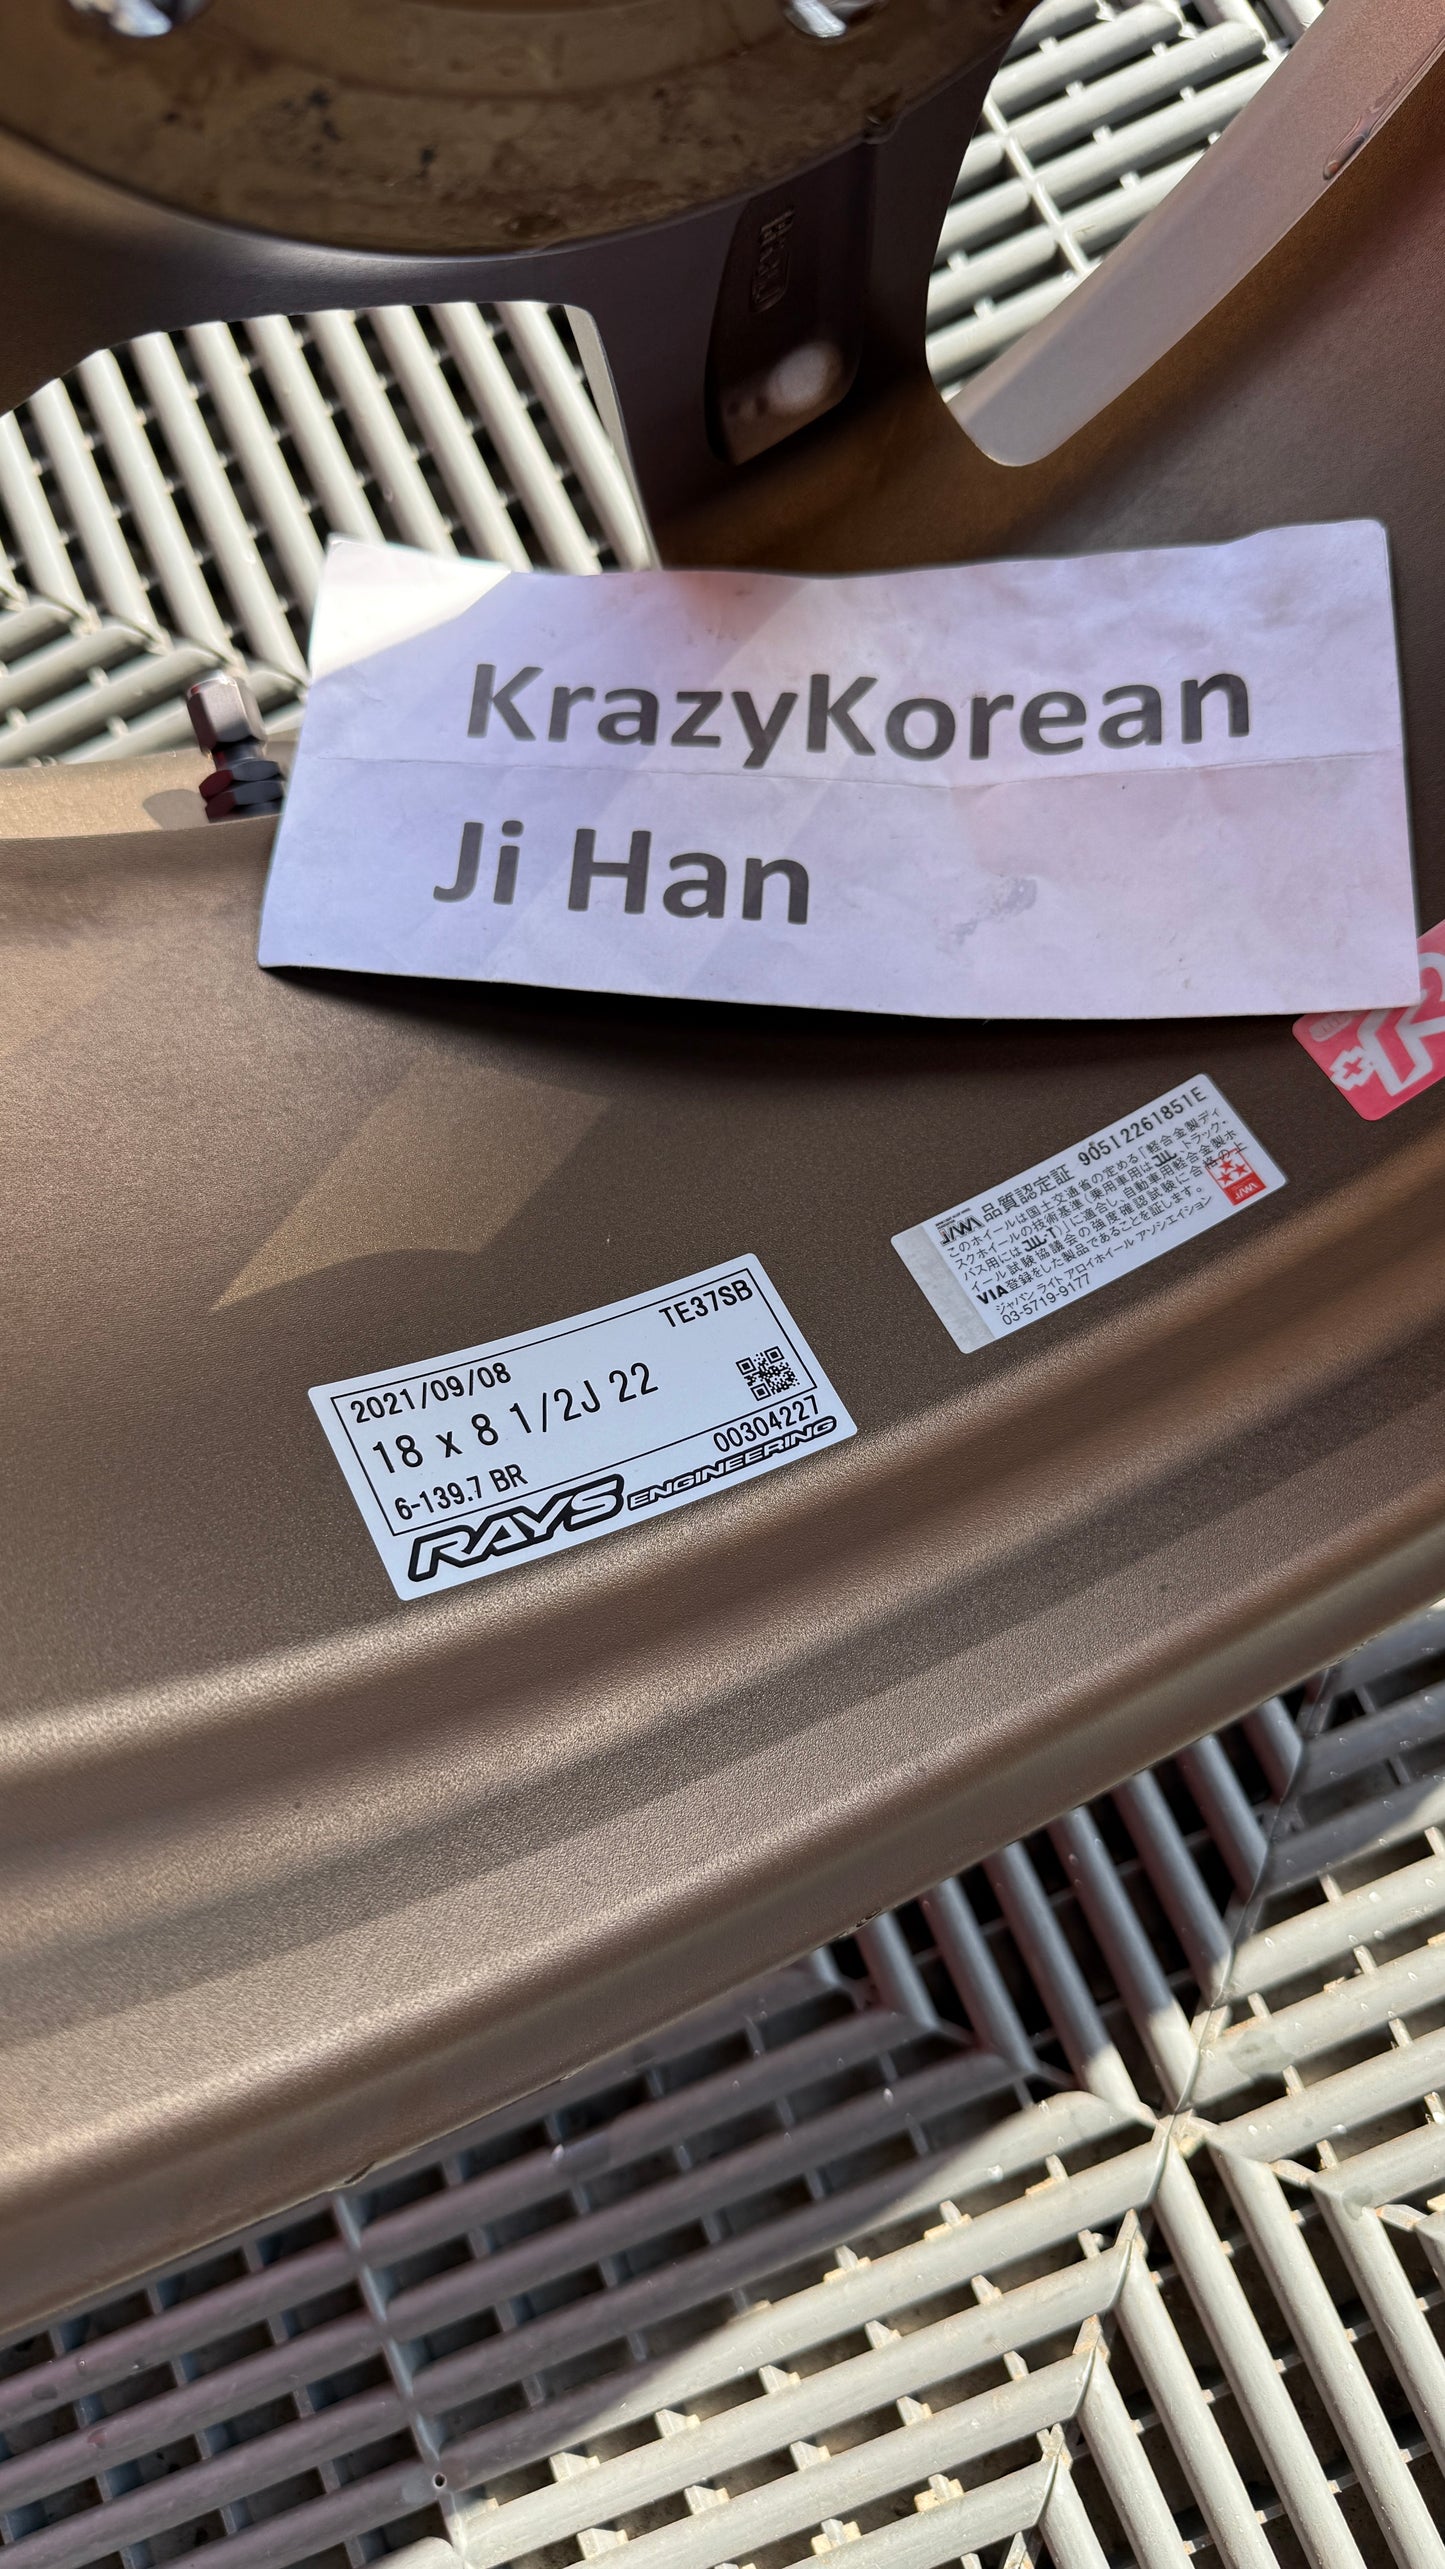 KrazyKorean
Ji Han
JAWA 品質認定証 90512261851E
このホイールは国土交通省の定める「軽合金製ディ
スクホイールの技術基準(乗用車用はJWL、トラック・
バス用にはJWL-T)」に適合し、自動車用軽合金製ホ
イール試験協議会の強度確認試験に合格の上
VIA登録をした製品であることを証します。
ジャパン ライト アロイホイール アソシエイション
03-5719-9177
JAWA
TE37SB
2021/09/08
18 x 8 1/2J 22
6-139.7 BR
00304227
RAYS ENGINEERING